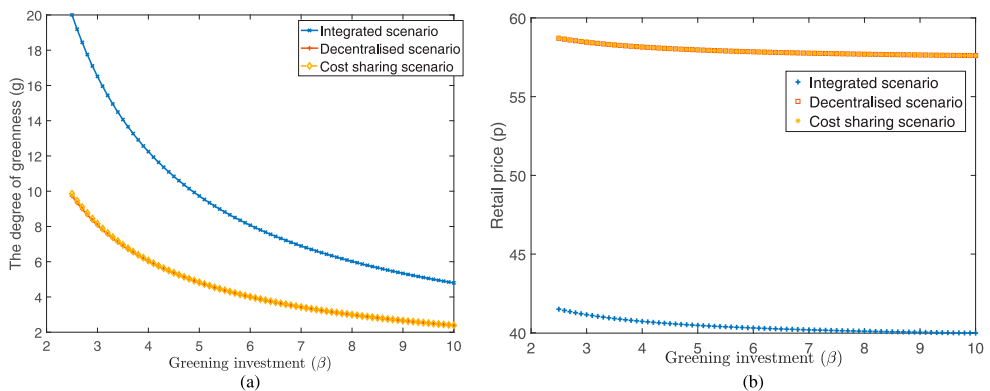 20
18
16
14
12
10
8
6
4
2
The degree of greenness (g)
Integrated scenario
Decentralised scenario
Cost sharing scenario
3 4 5 6 7 8 9 10
Greening investment (β)
(a)
60
55
50
45
40
Retail price (p)
Integrated scenario
Decentralised scenario
Cost sharing scenario
2 3 4 5 6 7 8 9 10
Greening investment (β)
(b)